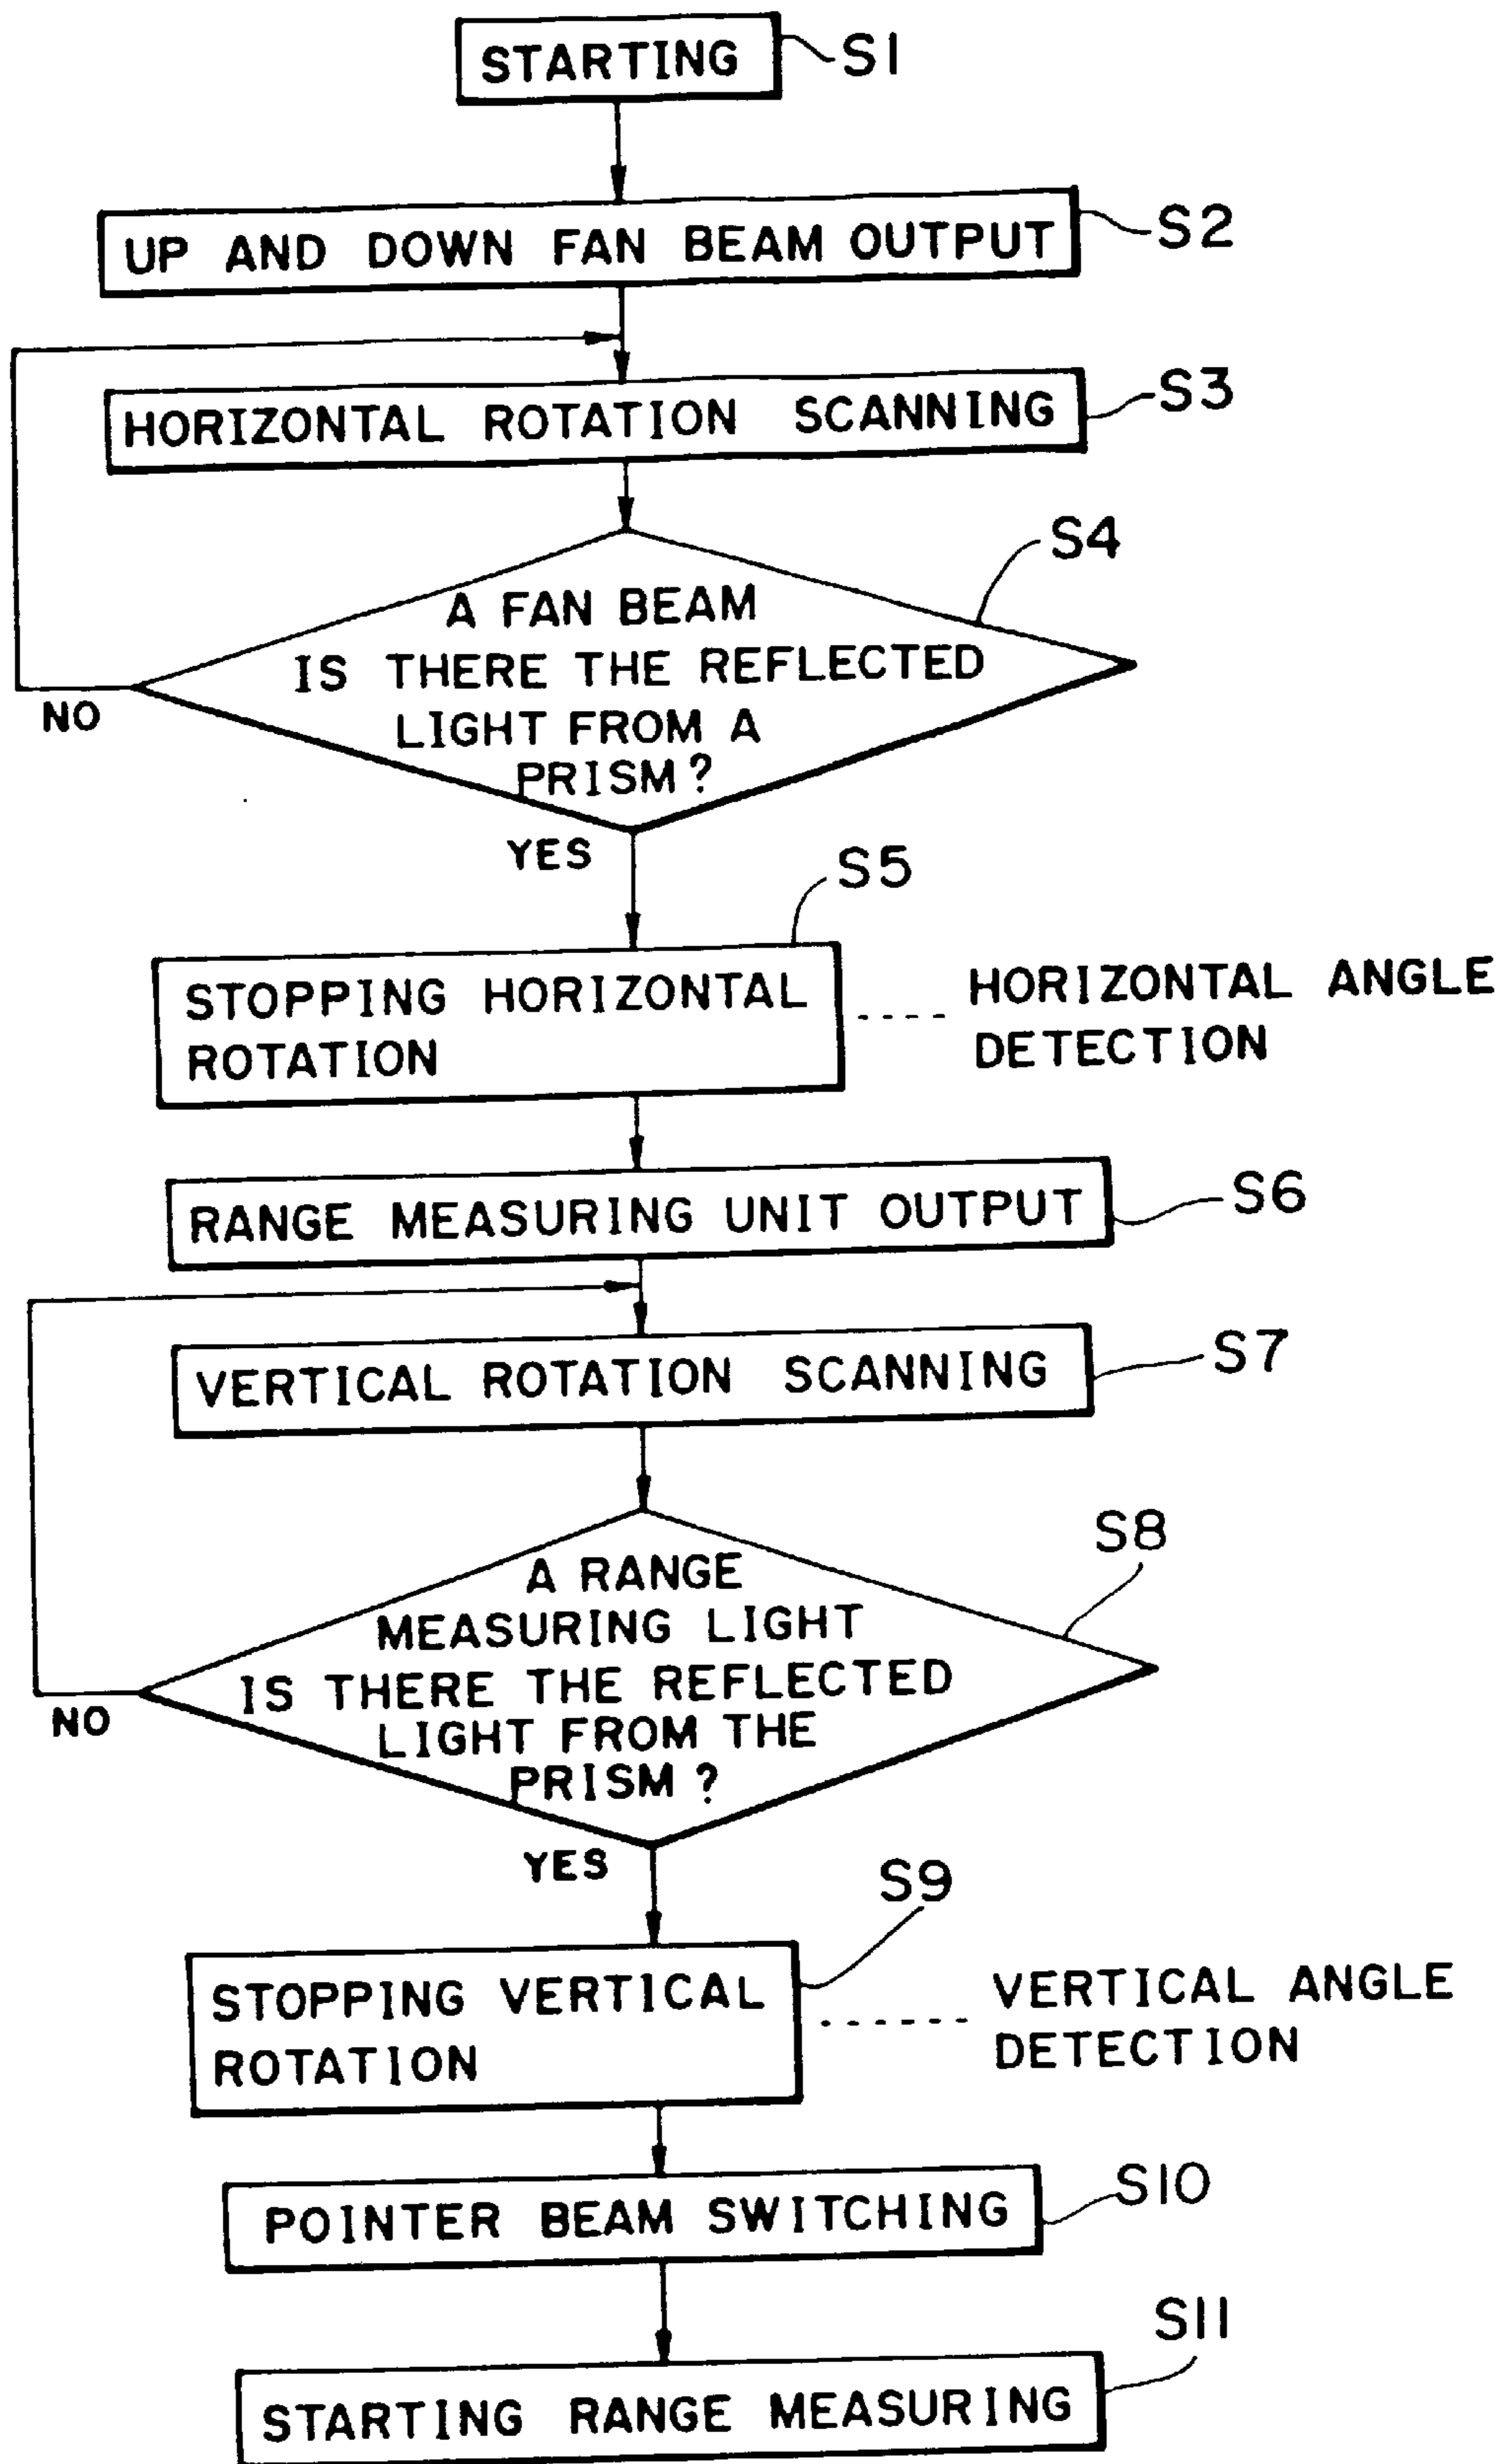 STARTING
S1
UP AND DOWN FAN BEAM OUTPUT
S2
HORIZONTAL ROTATION SCANNING
S3
S4
A FAN BEAM
IS THERE THE REFLECTED
LIGHT FROM A
PRISM?
NO
YES
S5
STOPPING HORIZONTAL
ROTATION
HORIZONTAL ANGLE
DETECTION
RANGE MEASURING UNIT OUTPUT
S6
VERTICAL ROTATION SCANNING
S7
S8
A RANGE
MEASURING LIGHT
IS THERE THE REFLECTED
LIGHT FROM THE
PRISM?
NO
YES
S9
STOPPING VERTICAL
ROTATION
VERTICAL ANGLE
DETECTION
POINTER BEAM SWITCHING
S10
S11
STARTING RANGE MEASURING